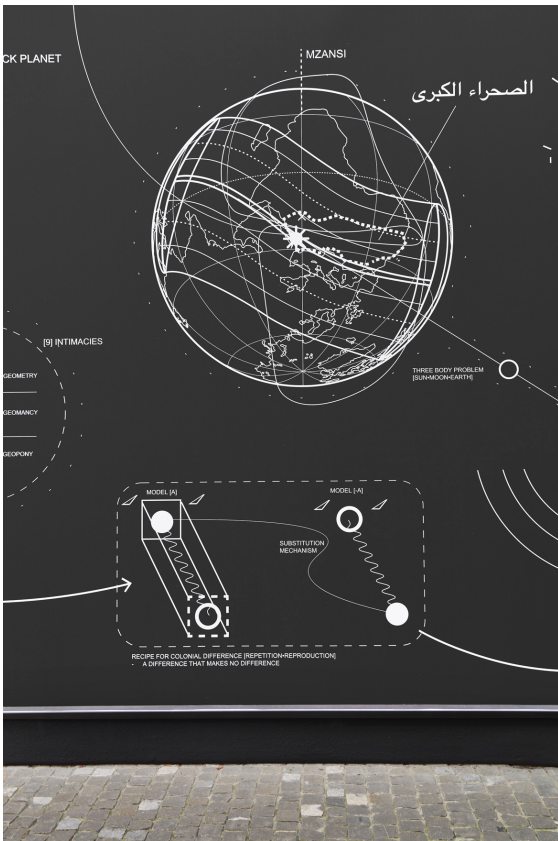 CK PLANET
MZANSI
الصحراء الكبرى
[9] INTIMACIES
GEOMETRY
GEOMANCY
GEOPONY
28
THREE BODY PROBLEM
[SUN•MOON•EARTH]
MODEL [A]
MODEL [-A]
SUBSTITUTION
MECHANISM
RECIPE FOR COLONIAL DIFFERENCE [REPETITION•REPRODUCTION]
- A DIFFERENCE THAT MAKES NO DIFFERENCE